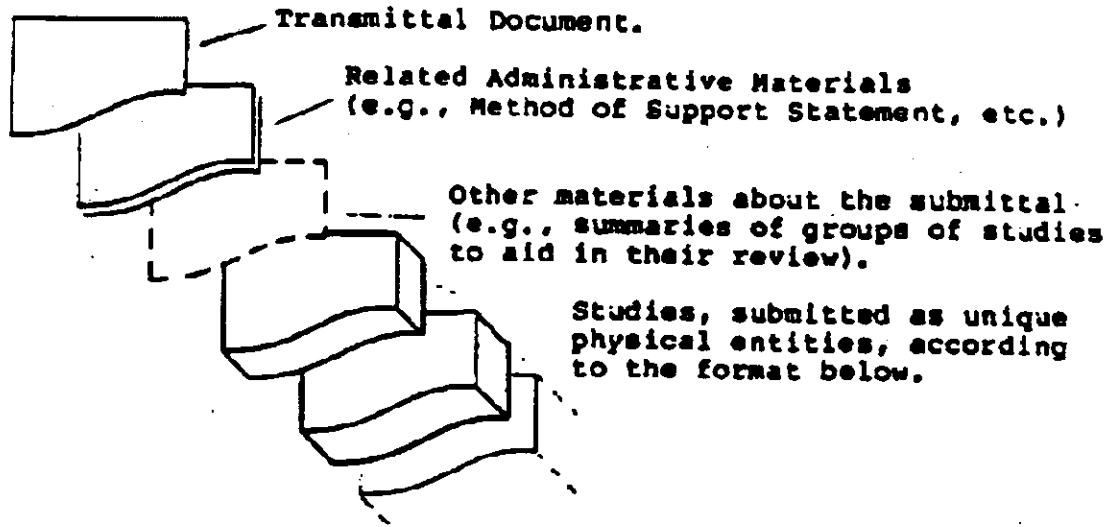 Transmittal Document.
Related Administrative Materials
(e.g., Method of Support Statement, etc.)
Other materials about the submittal
(e.g., summaries of groups of studies
to aid in their review).
Studies, submitted as unique
physical entities, according
to the format below.